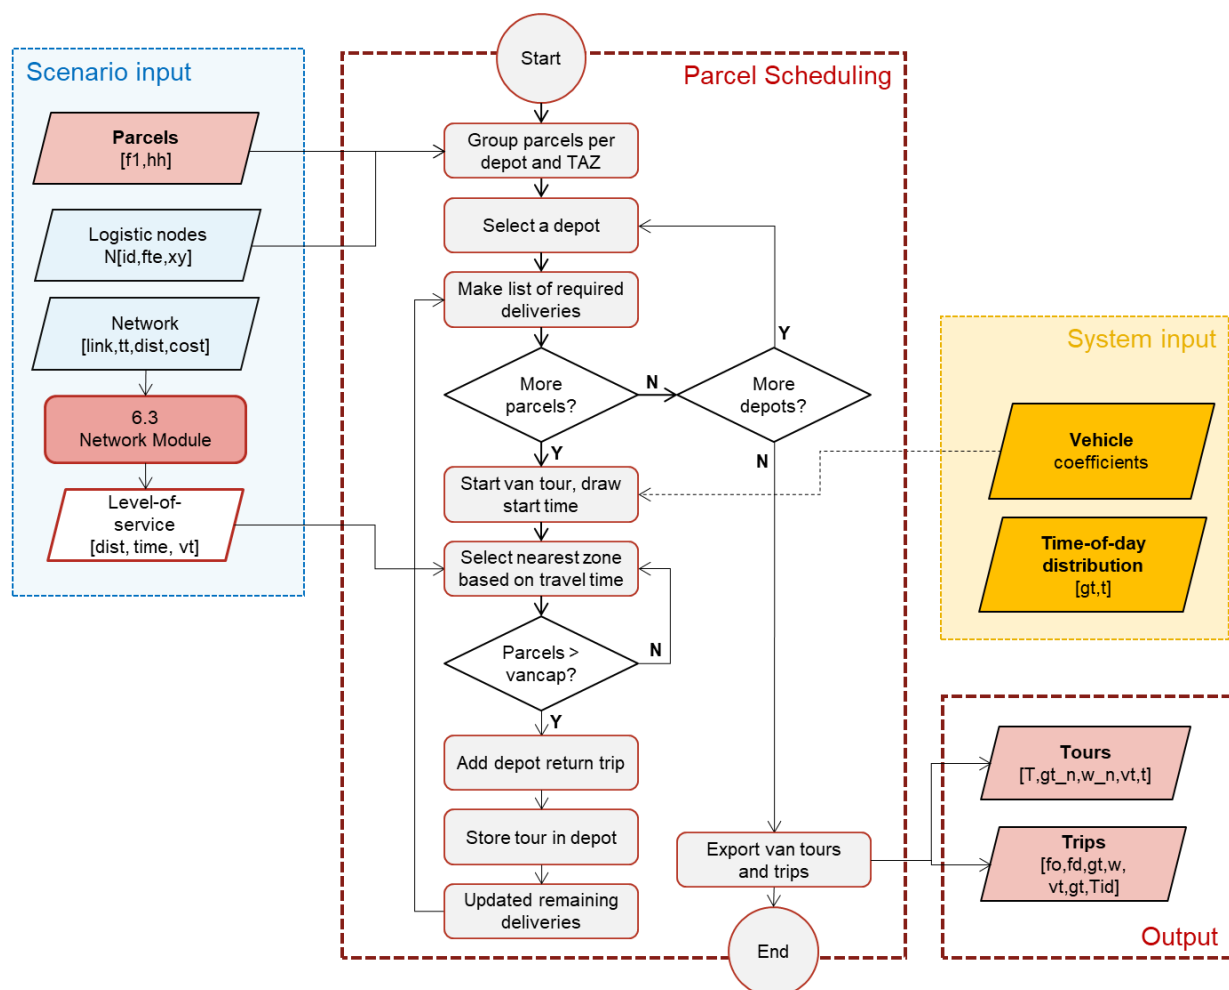 Scenario input
Parcels
[f1,hh]
Logistic nodes
N[id,fte,xy]
Network
[link,tt,dist,cost]
6.3
Network Module
Level-of-
service
[dist, time, vt]
Parcel Scheduling
Start
Group parcels per
depot and TAZ
Select a depot
Make list of required
deliveries
More
parcels?
N
More
depots?
Y
Y
N
Start van tour, draw
start time
Select nearest zone
based on travel time
Parcels >
vancap?
N
Y
Add depot return trip
Store tour in depot
Updated remaining
deliveries
Export van tours
and trips
End
System input
Vehicle
coefficients
Time-of-day
distribution
[gt,t]
Tours
[T,gt_n,w_n,vt,t]
Trips
[fo,fd,gt,w,
vt,gt,Tid]
Output